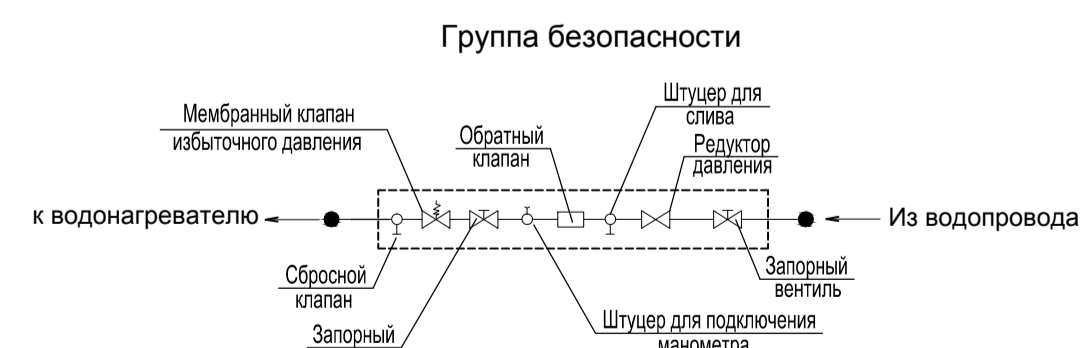 Группа безопасности
Штуцер для
слива
Мембранный клапан
избыточного давления
Обратный
клапан
Редуктор
давления
к водонагревателю
Из водопровода
Сбросной
клапан
Запорный
вентиль
Запорный
Штуцер для подключения
манометра